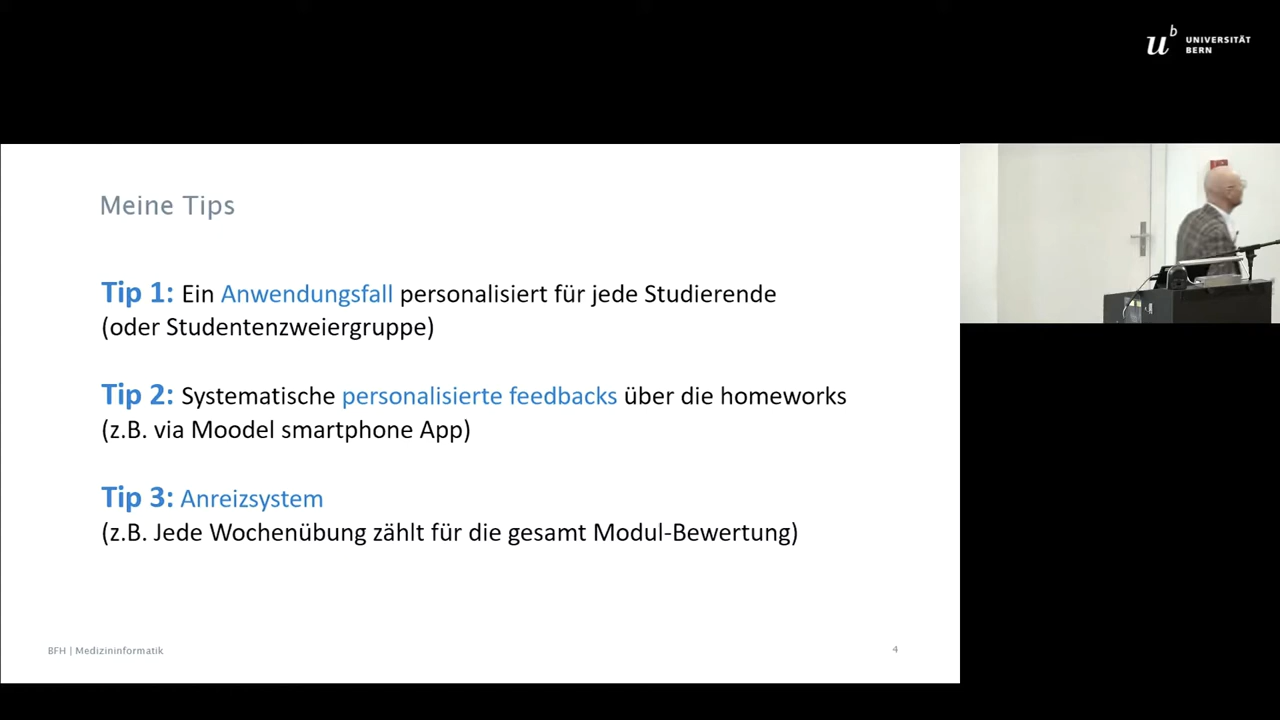 u
b
UNIVERSITÄT
BERN
Meine Tips
Tip 1: Ein Anwendungsfall personalisiert für jede Studierende
(oder Studentenzweiergruppe)
Tip 2: Systematische personalisierte feedbacks über die homeworks
(z.B. via Moodel smartphone App)
Tip 3: Anreizsystem
(z.B. Jede Wochenübung zählt für die gesamt Modul-Bewertung)
BFH | Medizininformatik
4